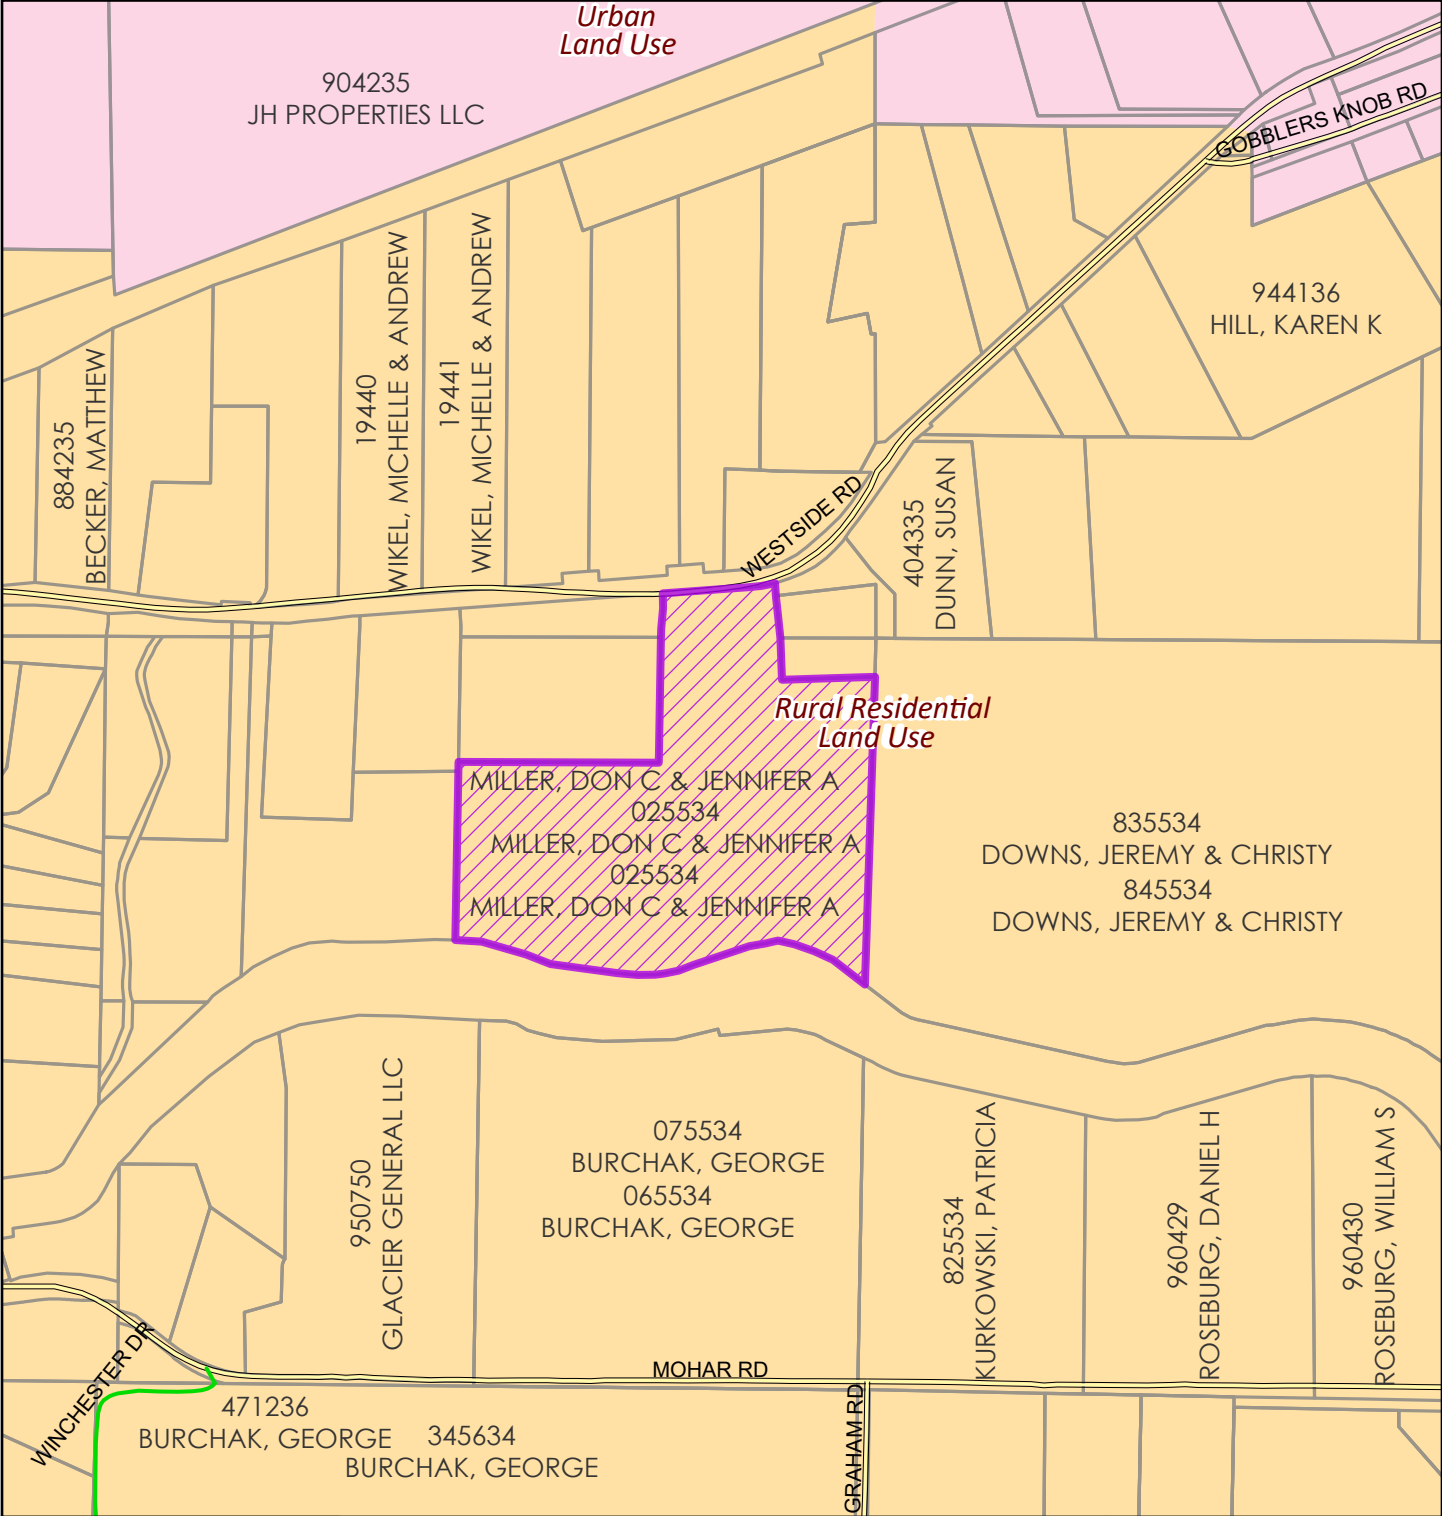 Urban
Land Use
904235
JH PROPERTIES LLC
GOBBLERS KNOB RD
944136
HILL, KAREN K
884235
BECKER, MATTHEW
19440
WIKEL, MICHELLE & ANDREW
19441
WIKEL, MICHELLE & ANDREW
WESTSIDE RD
404335
DUNN, SUSAN
Rural Residential
Land Use
MILLER, DON C & JENNIFER A
025534
MILLER, DON C & JENNIFER A
025534
MILLER, DON C & JENNIFER A
835534
DOWNS, JEREMY & CHRISTY
845534
DOWNS, JEREMY & CHRISTY
950750
GLACIER GENERAL LLC
075534
BURCHAK, GEORGE
065534
BURCHAK, GEORGE
825534
KURKOWSKI, PATRICIA
960429
ROSEBURG, DANIEL H
960430
ROSEBURG, WILLIAM S
WINCHESTER DR
MOHAR RD
GRAHAM RD
471236
BURCHAK, GEORGE
345634
BURCHAK, GEORGE